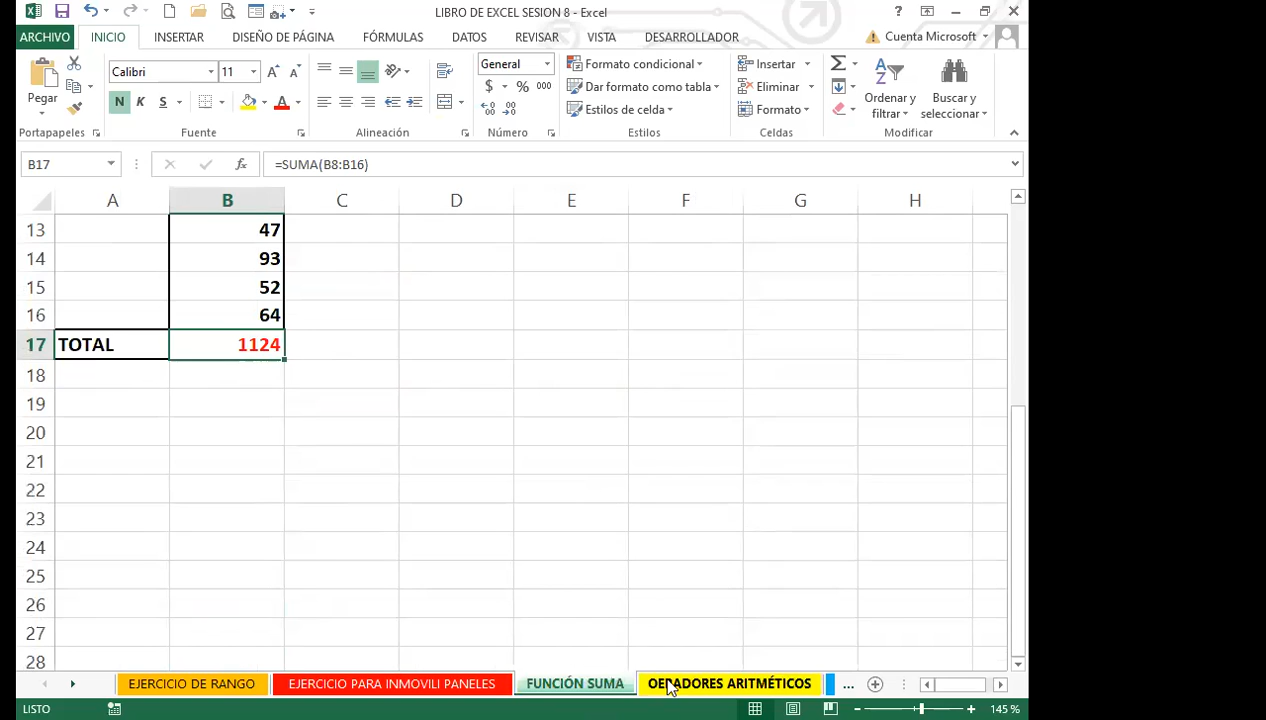 LIBRO DE EXCEL SESION 8 - Excel
?
ARCHIVO INICIO INSERTAR DISEÑO DE PÁGINA FÓRMULAS DATOS REVISAR VISTA DESARROLLADOR Cuenta Microsoft
Calibri 11 General Formato condicional Insertar
N K S $ % 000 Dar formato como tabla Eliminar
Pegar Estilos de celda Formato Ordenar y filtrar Buscar y seleccionar
Portapapeles Fuente Alineación Número Estilos Celdas Modificar
B17 fx =SUMA(B8:B16)
A B C D E F G H
13 47
14 93
15 52
16 64
17 TOTAL 1124
18
19
20
21
22
23
24
25
26
27
28
EJERCICIO DE RANGO EJERCICIO PARA INMOVILI PANELES FUNCIÓN SUMA OERADORES ARITMÉTICOS ...
LISTO 145 %